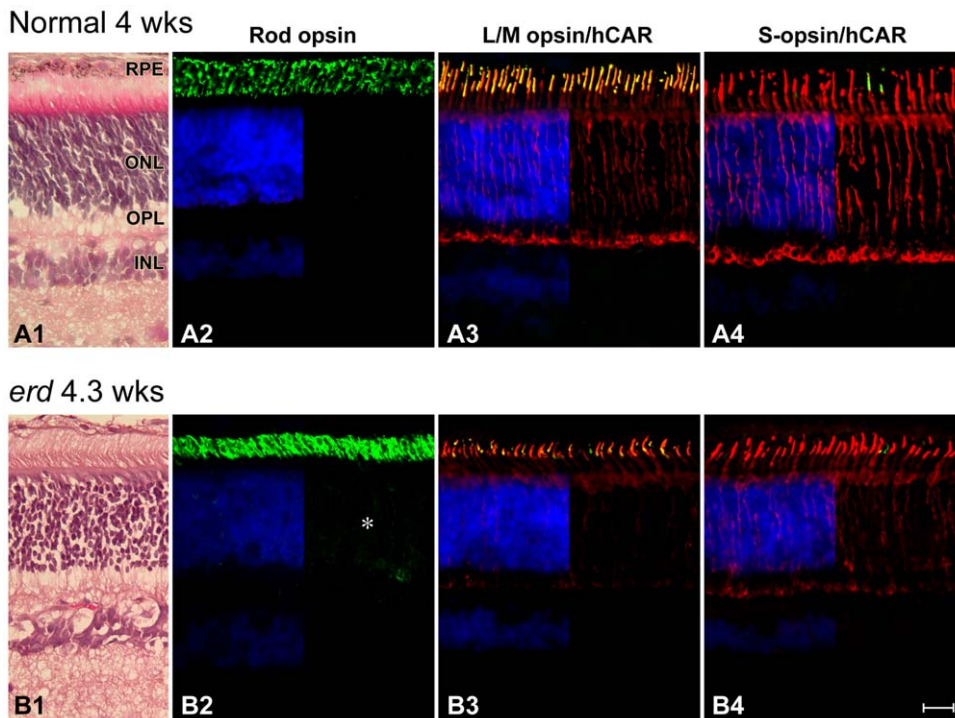 Normal 4 wks
Rod opsin
L/M opsin/hCAR
S-opsin/hCAR
RPE
ONL
OPL
INL
A1
A2
A3
A4
erd 4.3 wks
*
B1
B2
B3
B4